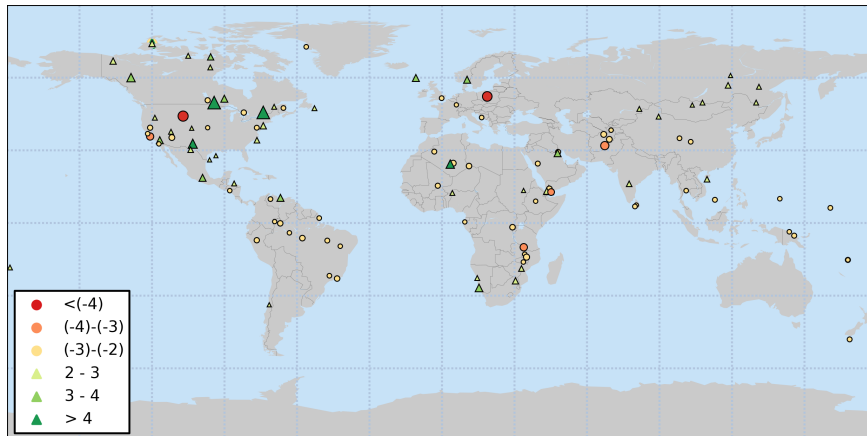 <(-4)
(-4)-(-3)
(-3)-(-2)
2 - 3
3 - 4
> 4